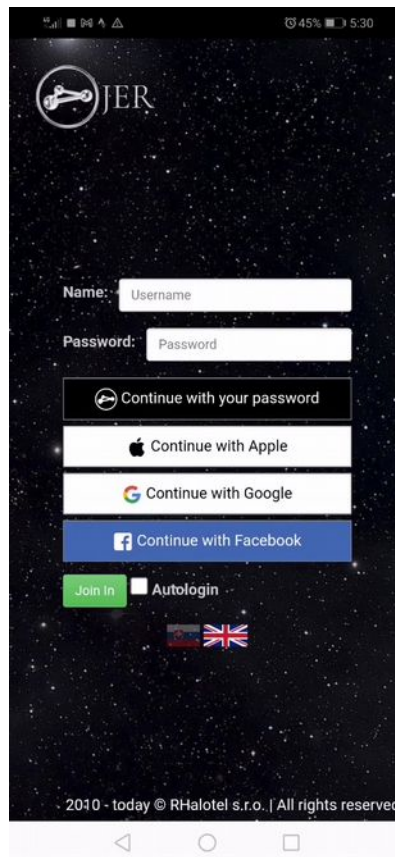 45% 5:30
JER
Name: Username
Password: Password
Continue with your password
Continue with Apple
Continue with Google
Continue with Facebook
Join In Autologin
2010 - today © RHalotel s.r.o. | All rights reserved